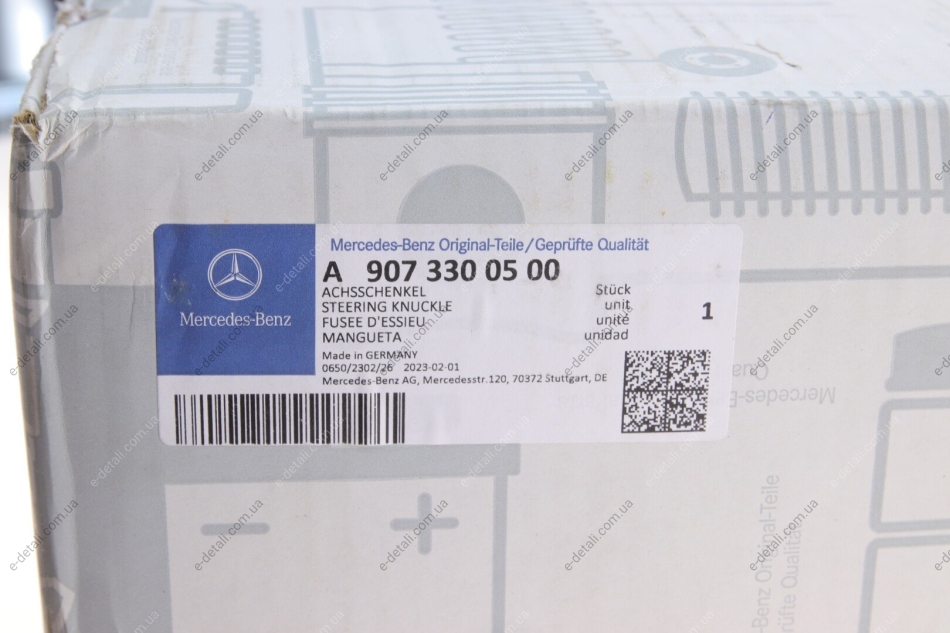 Mercedes-Benz Original-Teile/Geprüfte Qualität
A 907 330 05 00
ACHSSCHENKEL Stück
STEERING KNUCKLE unit
FUSEE D'ESSIEU unité
MANGUETA unidad
1
Mercedes-Benz
Made in GERMANY
0650/2302/26 2023-02-01
Mercedes-Benz AG, Mercedesstr.120, 70372 Stuttgart, DE
-Benz Original-Teile
üfte Qualität
e-detali.com.ua